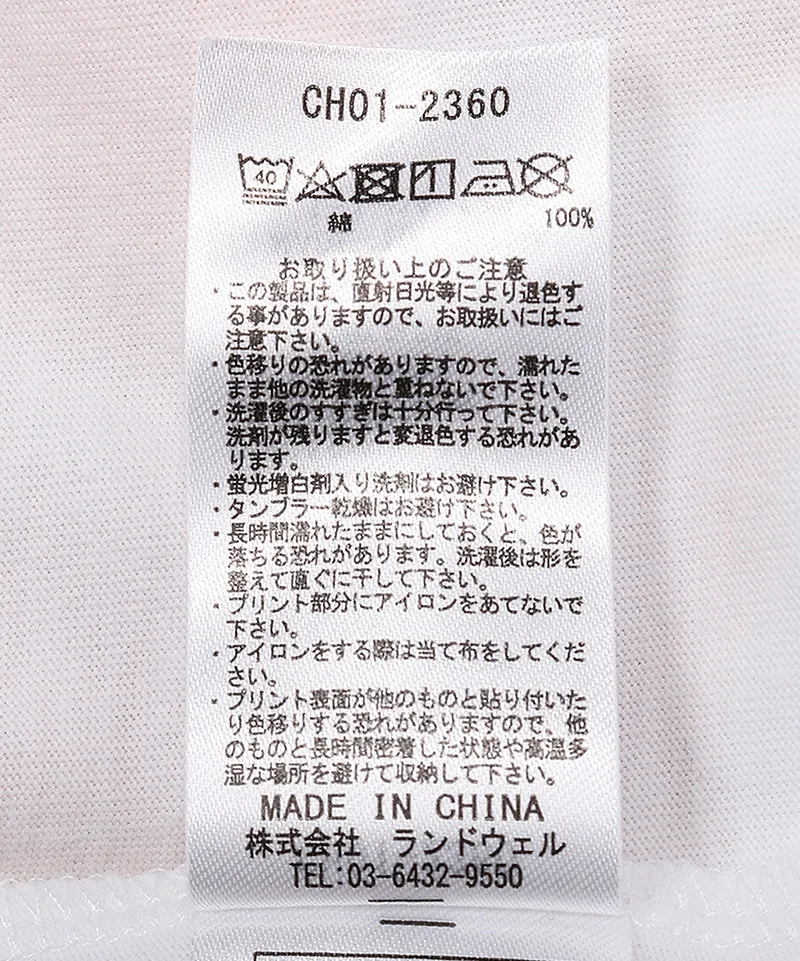 CH01-2360
40
綿 100%
お取り扱い上のご注意
・この製品は、直射日光等により退色す
る事がありますので、お取扱いにはご
注意下さい。
・色移りの恐れがありますので、濡れた
まま他の洗濯物と重ねないで下さい。
・洗濯後のすすぎは十分行って下さい。
洗剤が残りますと変退色する恐れがあ
ります。
・蛍光増白剤入り洗剤はお避け下さい。
・タンブラー乾燥はお避け下さい。
・長時間濡れたままにしておくと、色が
落ちる恐れがあります。洗濯後は形を
整えて直ぐに干して下さい。
・プリント部分にアイロンをあてないで
下さい。
・アイロンをする際は当て布をしてくだ
さい。
・プリント表面が他のものと貼り付いた
り色移りする恐れがありますので、他
のものと長時間密着した状態や高温多
湿な場所を避けて収納して下さい。
MADE IN CHINA
株式会社 ランドウェル
TEL:03-6432-9550